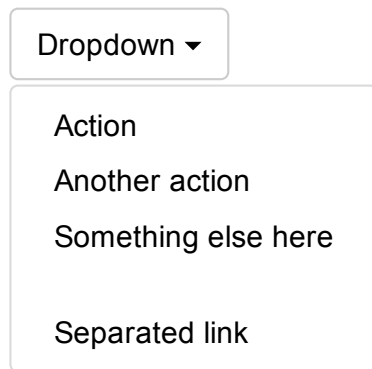 Dropdown
Action
Another action
Something else here
Separated link